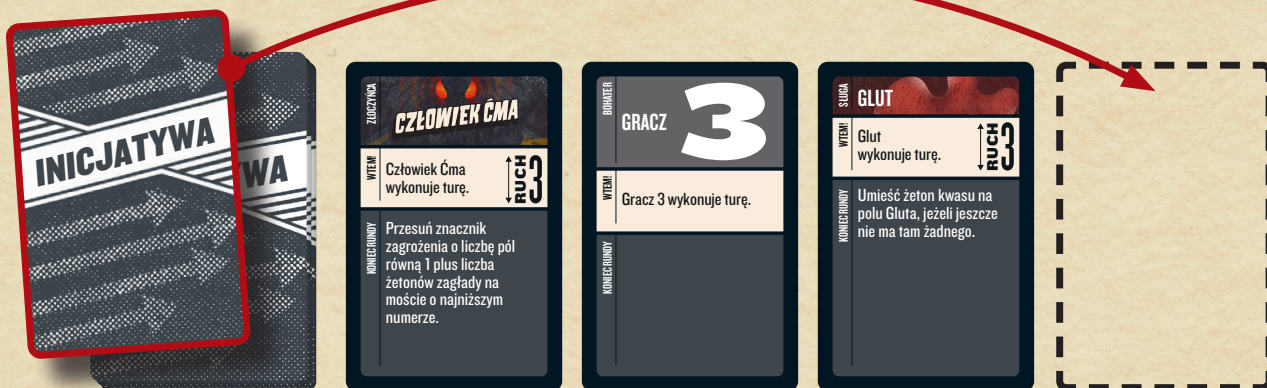 INICJATYWA
WA
ZŁOCZYŃCA
CZŁOWIEK ĆMA
WTEM!
Człowiek Ćma
wykonuje turę.
RUCH
3
KONIEC RUNDY
Przesuń znacznik
zagrożenia o liczbę pól
równą 1 plus liczba
żetonów zagłady na
moście o najniższym
numerze.
BOHATER
GRACZ
3
WTEM!
Gracz 3 wykonuje turę.
KONIEC RUNDY
SŁUGA
GLUT
WTEM!
Glut
wykonuje turę.
RUCH
3
KONIEC RUNDY
Umieść żeton kwasu na
polu Gluta, jeżeli jeszcze
nie ma tam żadnego.